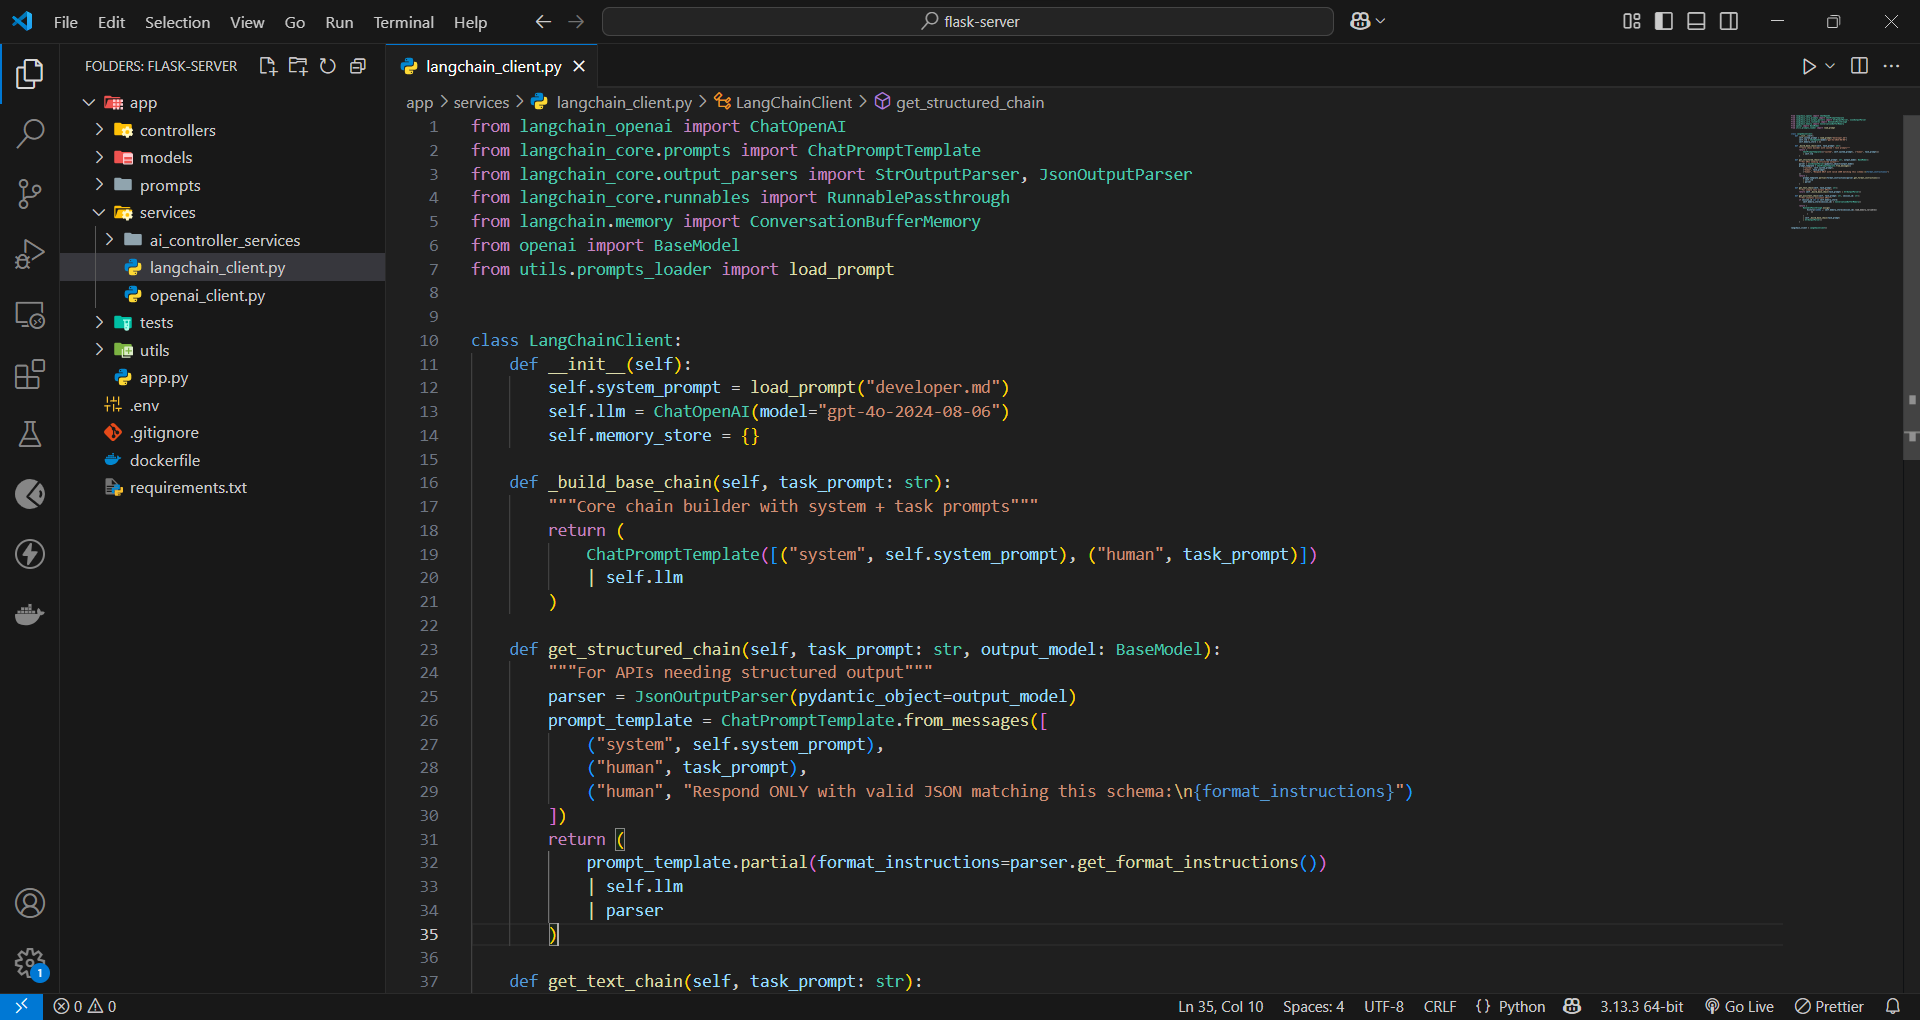 File Edit Selection View Go Run Terminal Help
flask-server
FOLDERS: FLASK-SERVER
app
controllers
models
prompts
services
ai_controller_services
langchain_client.py
openai_client.py
tests
utils
app.py
.env
.gitignore
dockerfile
requirements.txt
1
langchain_client.py
app > services > langchain_client.py > LangChainClient > get_structured_chain
1 from langchain_openai import ChatOpenAI
2 from langchain_core.prompts import ChatPromptTemplate
3 from langchain_core.output_parsers import StrOutputParser, JsonOutputParser
4 from langchain_core.runnables import RunnablePassthrough
5 from langchain.memory import ConversationBufferMemory
6 from openai import BaseModel
7 from utils.prompts_loader import load_prompt
8
9
10 class LangChainClient:
11     def __init__(self):
12         self.system_prompt = load_prompt("developer.md")
13         self.llm = ChatOpenAI(model="gpt-4o-2024-08-06")
14         self.memory_store = {}
15
16     def _build_base_chain(self, task_prompt: str):
17         """Core chain builder with system + task prompts"""
18         return (
19             ChatPromptTemplate([("system", self.system_prompt), ("human", task_prompt)])
20             | self.llm
21         )
22
23     def get_structured_chain(self, task_prompt: str, output_model: BaseModel):
24         """For APIs needing structured output"""
25         parser = JsonOutputParser(pydantic_object=output_model)
26         prompt_template = ChatPromptTemplate.from_messages([
27             ("system", self.system_prompt),
28             ("human", task_prompt),
29             ("human", "Respond ONLY with valid JSON matching this schema:\n{format_instructions}")
30         ])
31         return (
32             prompt_template.partial(format_instructions=parser.get_format_instructions())
33             | self.llm
34             | parser
35         )
36
37     def get_text_chain(self, task_prompt: str):
0 0 Ln 35, Col 10 Spaces: 4 UTF-8 CRLF {} Python 3.13.3 64-bit Go Live Prettier